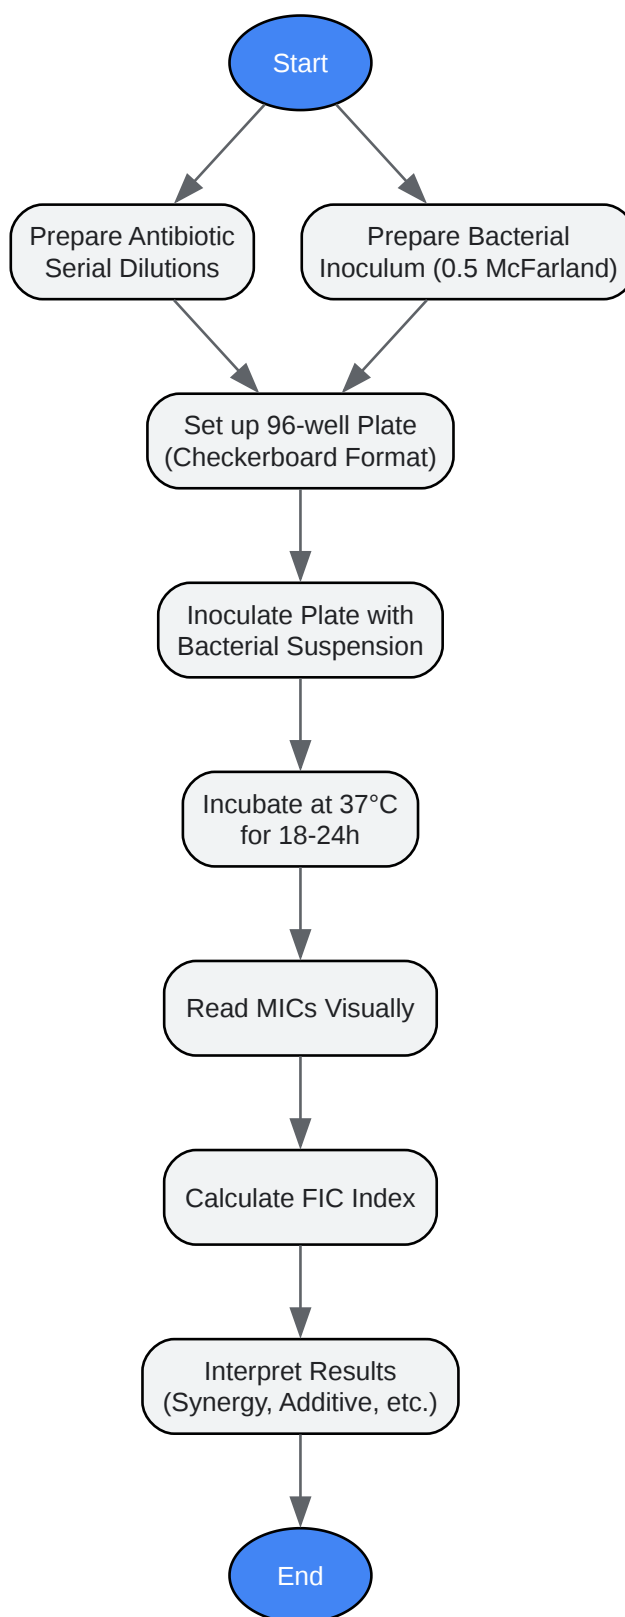 Start
Prepare Antibiotic
Serial Dilutions
Prepare Bacterial
Inoculum (0.5 McFarland)
Set up 96-well Plate
(Checkerboard Format)
Inoculate Plate with
Bacterial Suspension
Incubate at 37°C
for 18-24h
Read MICs Visually
Calculate FIC Index
Interpret Results
(Synergy, Additive, etc.)
End